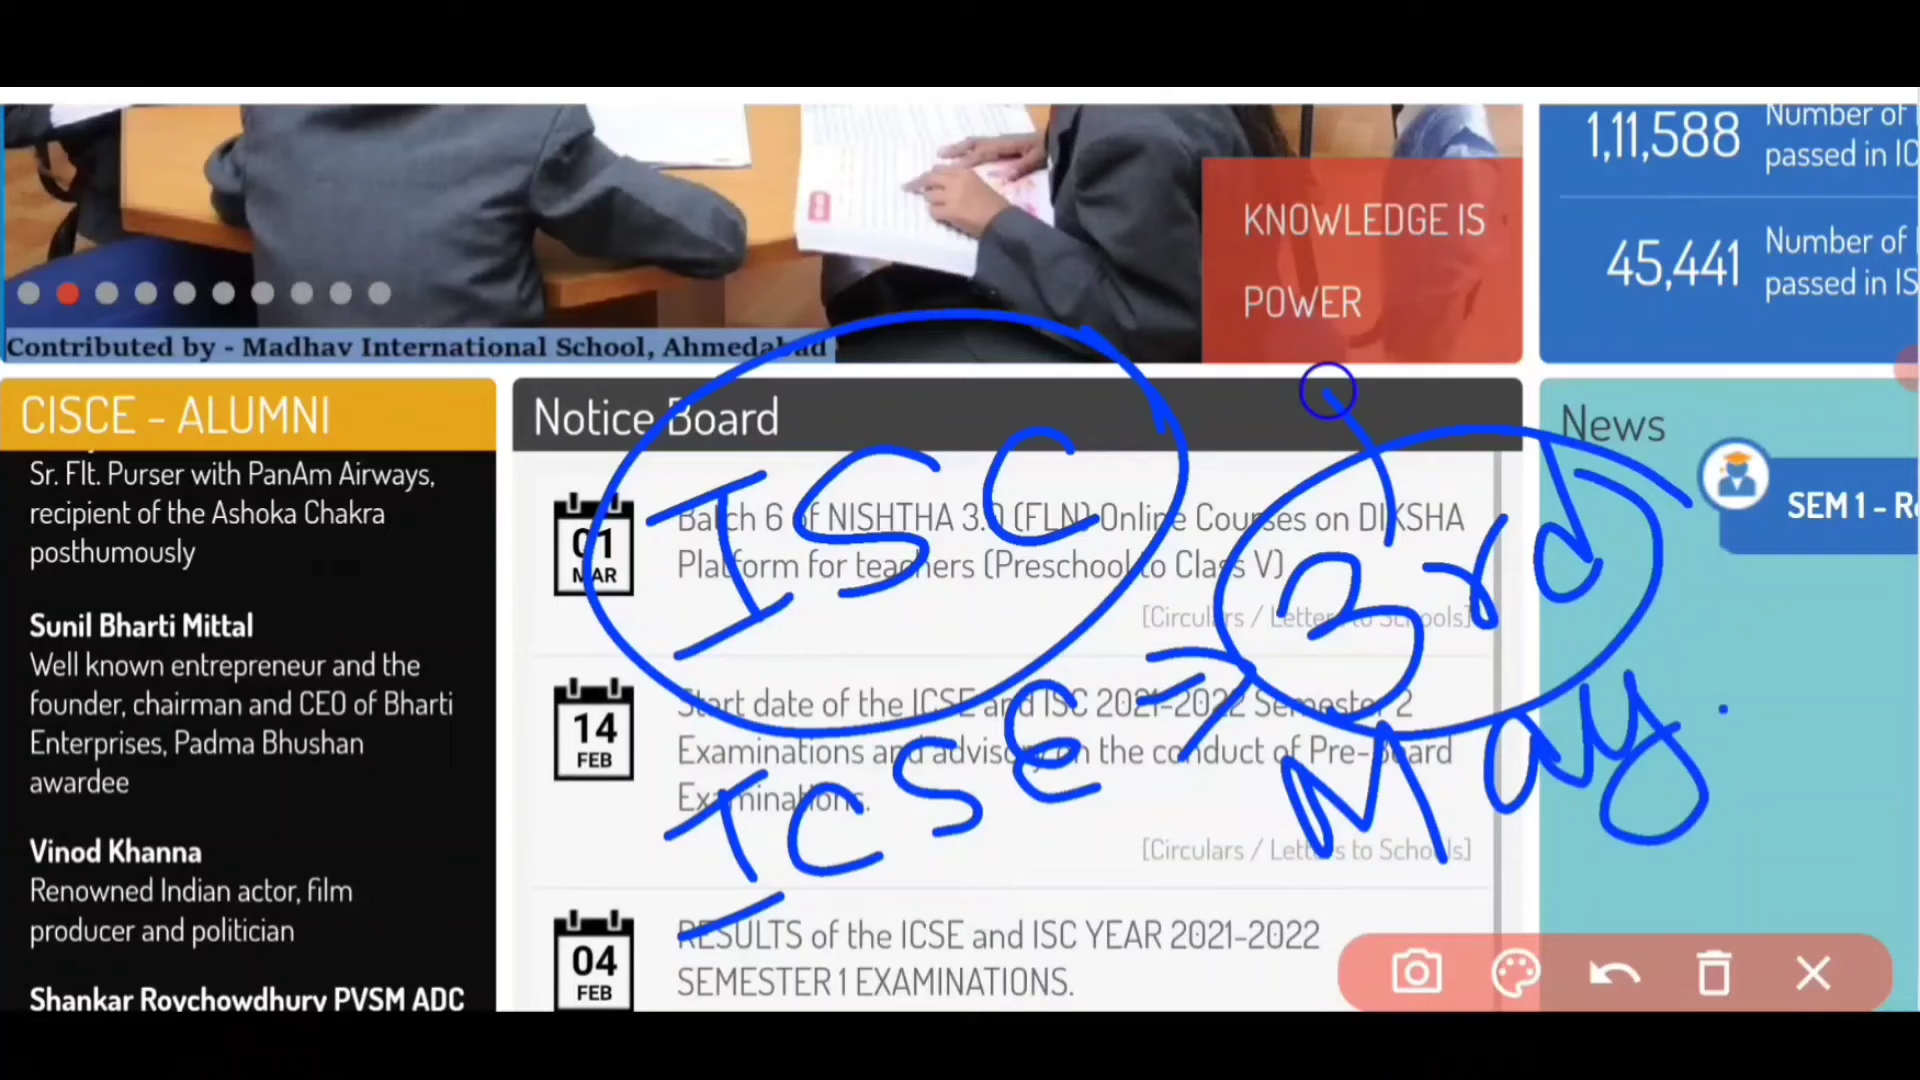 1,11,588
Number of
passed in IC
KNOWLEDGE IS
POWER
45,441
Number of
passed in IS
Contributed by - Madhav International School, Ahmedabad
CISCE - ALUMNI
Sr. Flt. Purser with PanAm Airways,
recipient of the Ashoka Chakra
posthumously
Sunil Bharti Mittal
Well known entrepreneur and the
founder, chairman and CEO of Bharti
Enterprises, Padma Bhushan
awardee
Vinod Khanna
Renowned Indian actor, film
producer and politician
Shankar Roychowdhury PVSM ADC
Notice Board
01
MAR
Batch 6 of NISHTHA 3.0 (FLN) Online Courses on DIKSHA
Platform for teachers (Preschool to Class V)
[Circulars / Letters to Schools]
14
FEB
Start date of the ICSE and ISC 2021-2022 Semester 2
Examinations and advisory on the conduct of Pre-Board
Examinations.
[Circulars / Letters to Schools]
04
FEB
RESULTS of the ICSE and ISC YEAR 2021-2022
SEMESTER 1 EXAMINATIONS.
ISC
ICSE
3rd
May.
News
SEM 1 - Re